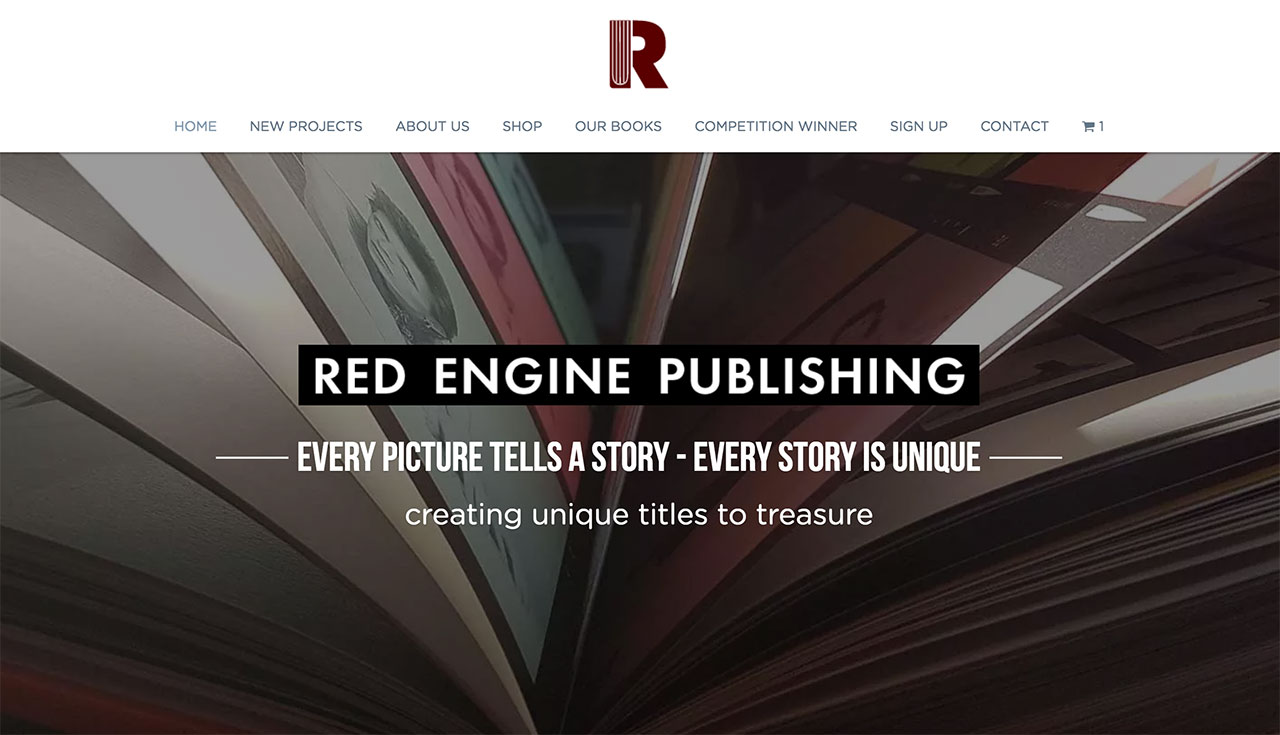 R
HOME NEW PROJECTS ABOUT US SHOP OUR BOOKS COMPETITION WINNER SIGN UP CONTACT 1
RED ENGINE PUBLISHING
EVERY PICTURE TELLS A STORY - EVERY STORY IS UNIQUE
creating unique titles to treasure